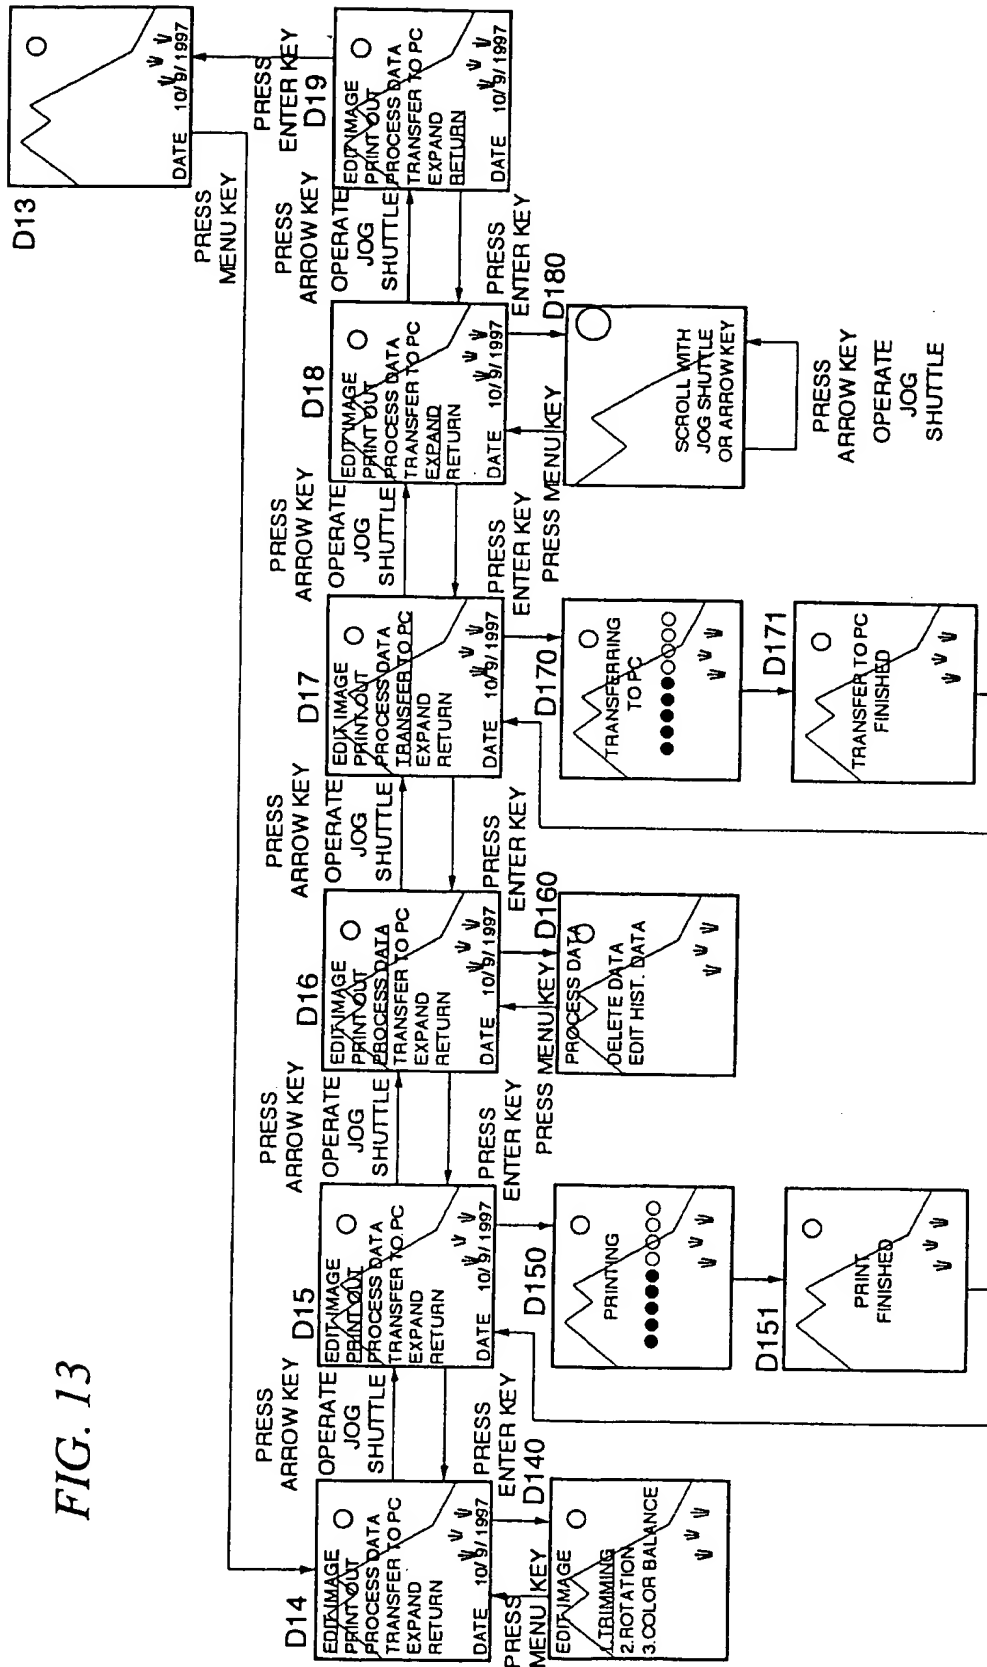 FIG. 13
D13
DATE 10/9/1997
PRESS
MENU KEY
D14
EDIT IMAGE
PRINT OUT
PROCESS DATA
TRANSFER TO PC
EXPAND
RETURN
DATE 10/9/1997
PRESS
ARROW KEY
OPERATE
JOG
SHUTTLE
D15
EDIT IMAGE
PRINT OUT
PROCESS DATA
TRANSFER TO PC
EXPAND
RETURN
DATE 10/9/1997
PRESS
ARROW KEY
OPERATE
JOG
SHUTTLE
D16
EDIT IMAGE
PRINT OUT
PROCESS DATA
TRANSFER TO PC
EXPAND
RETURN
DATE 10/9/1997
PRESS
ARROW KEY
OPERATE
JOG
SHUTTLE
D17
EDIT IMAGE
PRINT OUT
PROCESS DATA
TRANSFER TO PC
EXPAND
RETURN
DATE 10/9/1997
PRESS
ARROW KEY
OPERATE
JOG
SHUTTLE
D18
EDIT IMAGE
PRINT OUT
PROCESS DATA
TRANSFER TO PC
EXPAND
RETURN
DATE 10/9/1997
PRESS
ARROW KEY
OPERATE
JOG
SHUTTLE
D19
EDIT IMAGE
PRINT OUT
PROCESS DATA
TRANSFER TO PC
EXPAND
RETURN
DATE 10/9/1997
PRESS
ENTER KEY
PRESS
MENU KEY
PRESS
ENTER KEY
D140
EDIT IMAGE
1.TRIMMING
2.ROTATION
3.COLOR BALANCE
PRESS
ENTER KEY
D150
PRINTING
D151
PRINT
FINISHED
PRESS MENU KEY
PRESS
ENTER KEY
D160
PROCESS DATA
DELETE DATA
EDIT HIST. DATA
PRESS
ENTER KEY
D170
TRANSFERRING
TO PC
D171
TRANSFER TO PC
FINISHED
PRESS MENU KEY
PRESS
ENTER KEY
D180
SCROLL WITH
JOG SHUTTLE
OR ARROW KEY
PRESS
ARROW KEY
OPERATE
JOG
SHUTTLE